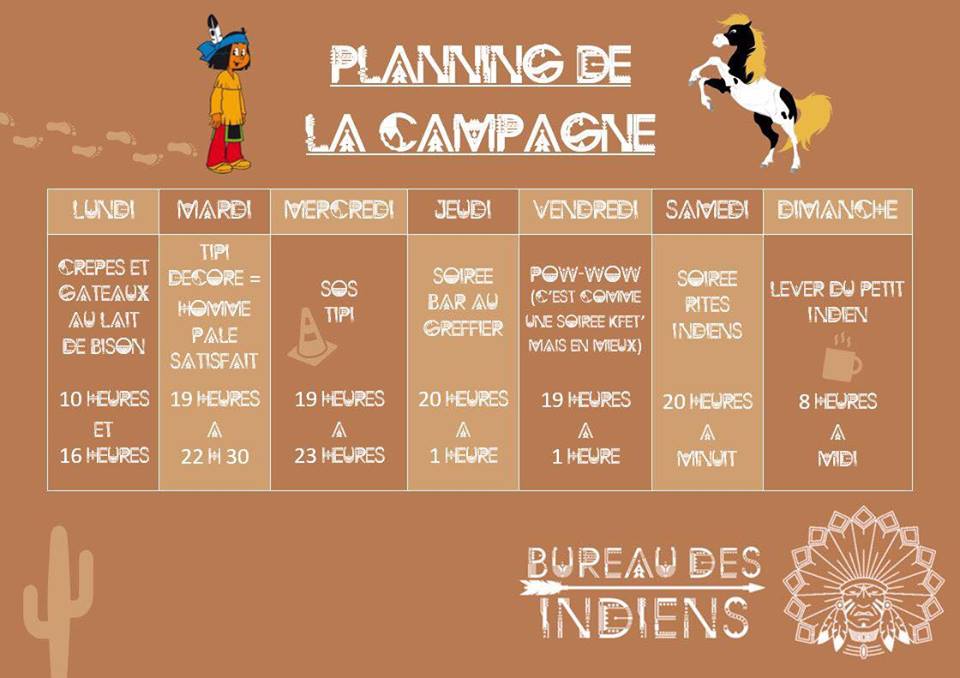 PLANNING DE
LA CAMPAGNE
LUNDI
MARDI
MERCREDI
JEUDI
VENDREDI
SAMEDI
DIMANCHE
CREPES ET
GATEAUX
AU LAIT
DE BISON
10 HEURES
ET
16 HEURES
TIPI
DECORE =
HOMME
PALE
SATISFAIT
19 HEURES
A
22 H 30
SOS
TIPI
19 HEURES
A
23 HEURES
SOIREE
BAR AU
GREFFIER
20 HEURES
A
1 HEURE
POW-WOW
(C'EST COMME
UNE SOIREE KFET'
MAIS EN MIEUX)
19 HEURES
A
1 HEURE
SOIREE
RITES
INDIENS
20 HEURES
A
MINUIT
LEVER DU PETIT
INDIEN
8 HEURES
A
MIDI
BUREAU DES
INDIENS